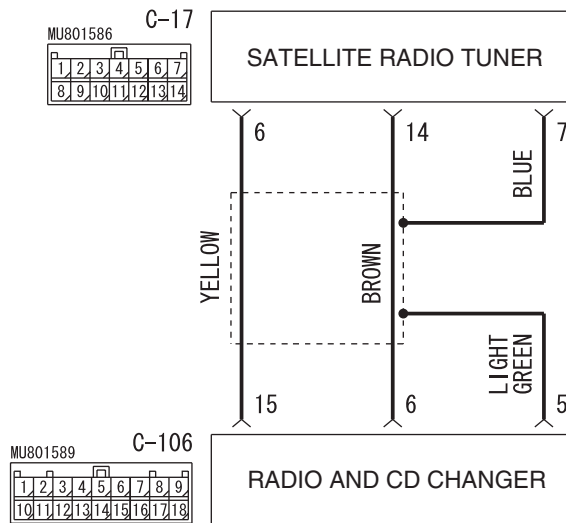 C-17
MU801586
1 2 3 4 5 6 7
8 9 10 11 12 13 14
SATELLITE RADIO TUNER
6 14 7
YELLOW
BROWN
BLUE
LIGHT
GREEN
15 6 5
C-106
MU801589
1 2 3 4 5 6 7 8 9
10 11 12 13 14 15 16 17 18
RADIO AND CD CHANGER